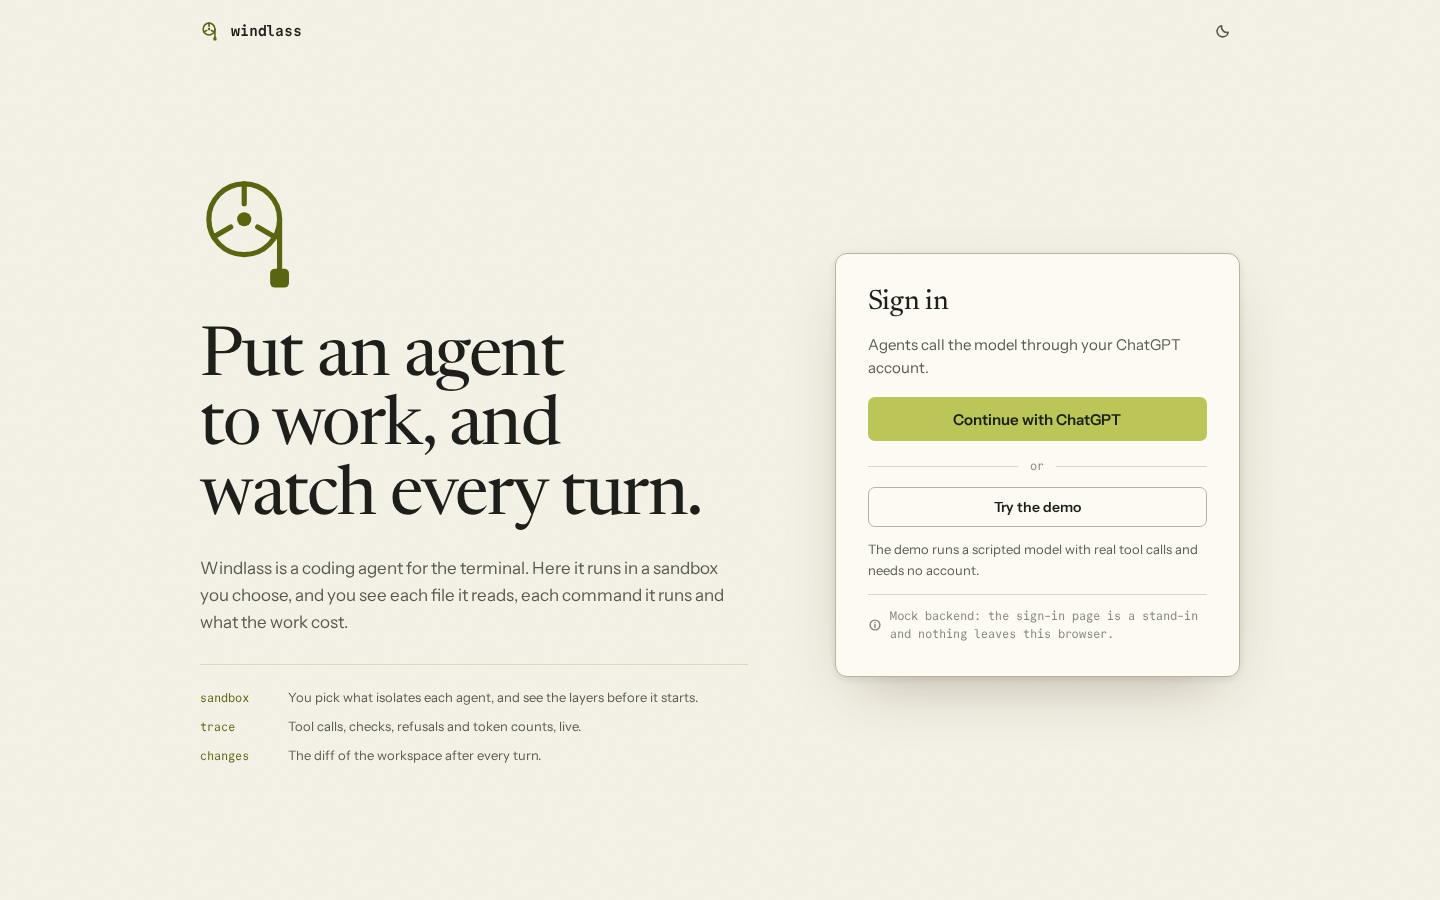 windlass
Put an agent
to work, and
watch every turn.
Windlass is a coding agent for the terminal. Here it runs in a sandbox
you choose, and you see each file it reads, each command it runs and
what the work cost.
sandbox You pick what isolates each agent, and see the layers before it starts.
trace Tool calls, checks, refusals and token counts, live.
changes The diff of the workspace after every turn.
Sign in
Agents call the model through your ChatGPT
account.
Continue with ChatGPT
or
Try the demo
The demo runs a scripted model with real tool calls and
needs no account.
Mock backend: the sign-in page is a stand-in
and nothing leaves this browser.